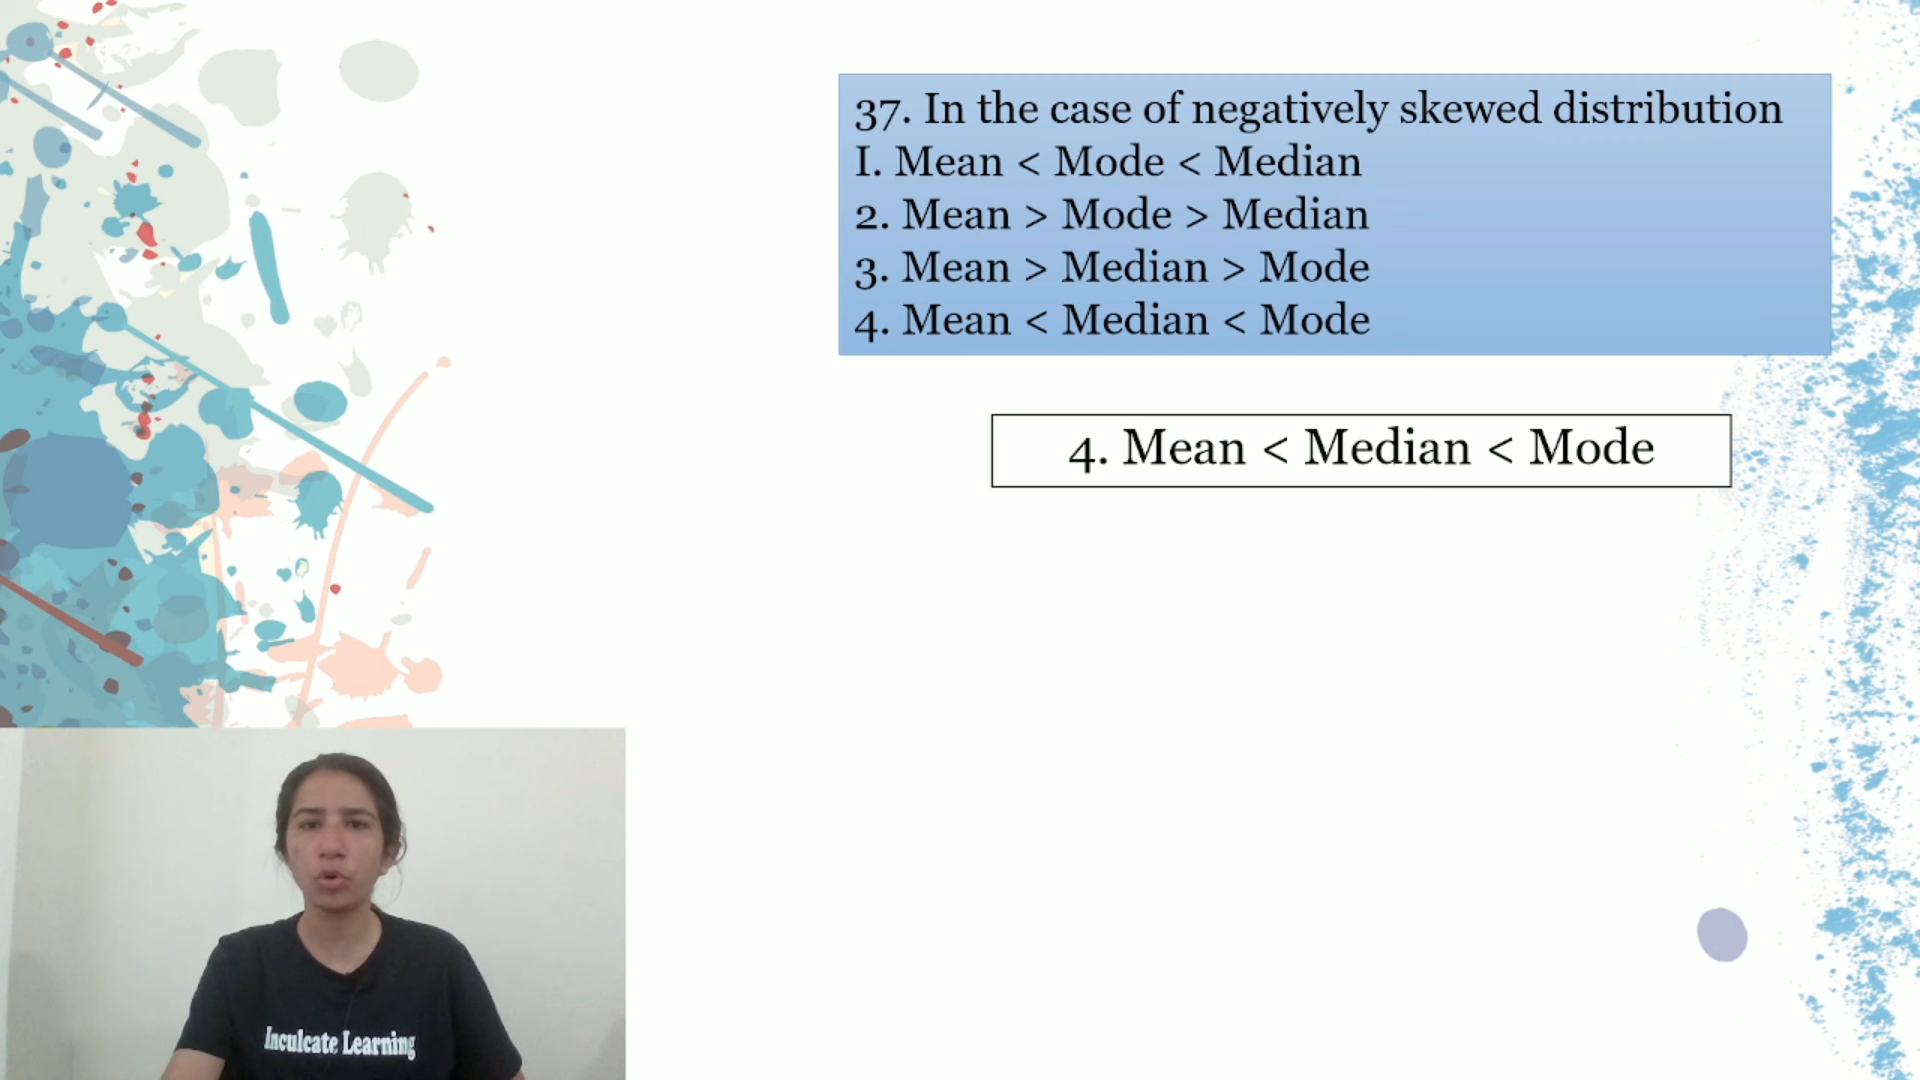 37. In the case of negatively skewed distribution
I. Mean < Mode < Median
2. Mean > Mode > Median
3. Mean > Median > Mode
4. Mean < Median < Mode
4. Mean < Median < Mode
Inculcate Learning